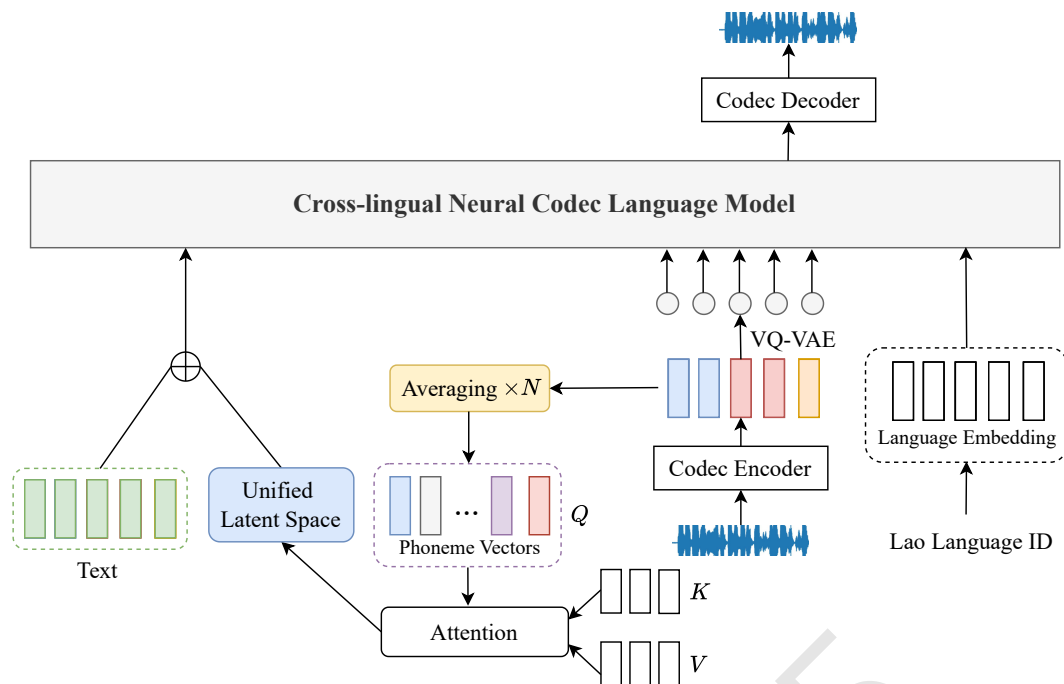 Codec Decoder
Cross-lingual Neural Codec Language Model
VQ-VAE
Averaging ×N
Language Embedding
Codec Encoder
Unified
Latent Space
... Q
Phoneme Vectors
Lao Language ID
Text
K
Attention
V